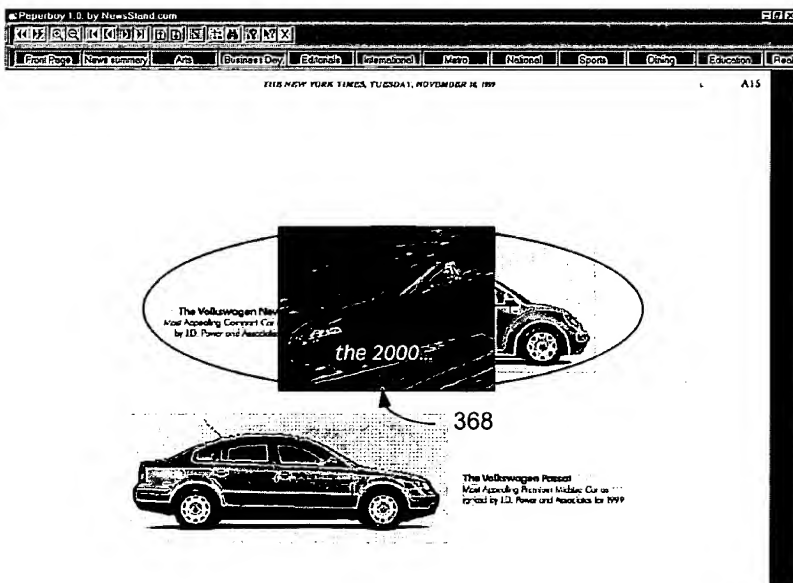 Paperboy 1.0. by NewsStand.com
Front Page News summary Arts Business Day Editorials International Metro National Sports Dining Education Real
THE NEW YORK TIMES, TUESDAY, NOVEMBER 16, 1999 A15
The Volkswagen New
Most Appealing Compact Car
by J.D. Power and Associates
the 2000...
368
The Volkswagen Passat
Most Appealing Premium Midsize Car as
ranked by J.D. Power and Associates for 1999